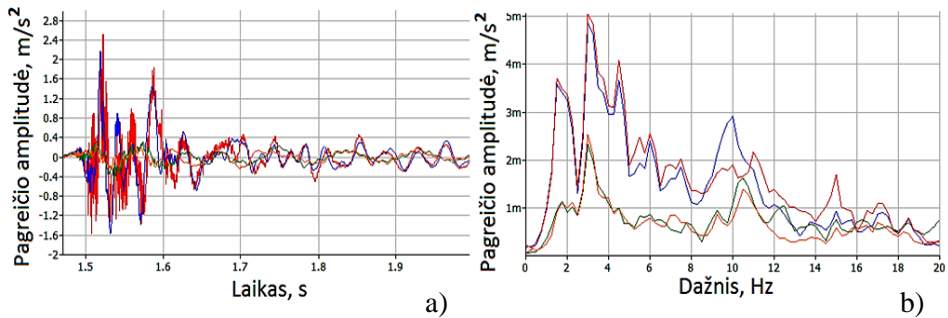 Pagreičio amplitudė, m/s²
2.8
2.4
2
1.6
1.2
0.8
0.4
0
-0.4
-0.8
-1.2
-1.6
-2
1.5 1.6 1.7 1.8 1.9
Laikas, s
a)
Pagreičio amplitudė, m/s²
5m
4m
3m
2m
1m
0 2 4 6 8 10 12 14 16 18 20
Dažnis, Hz
b)